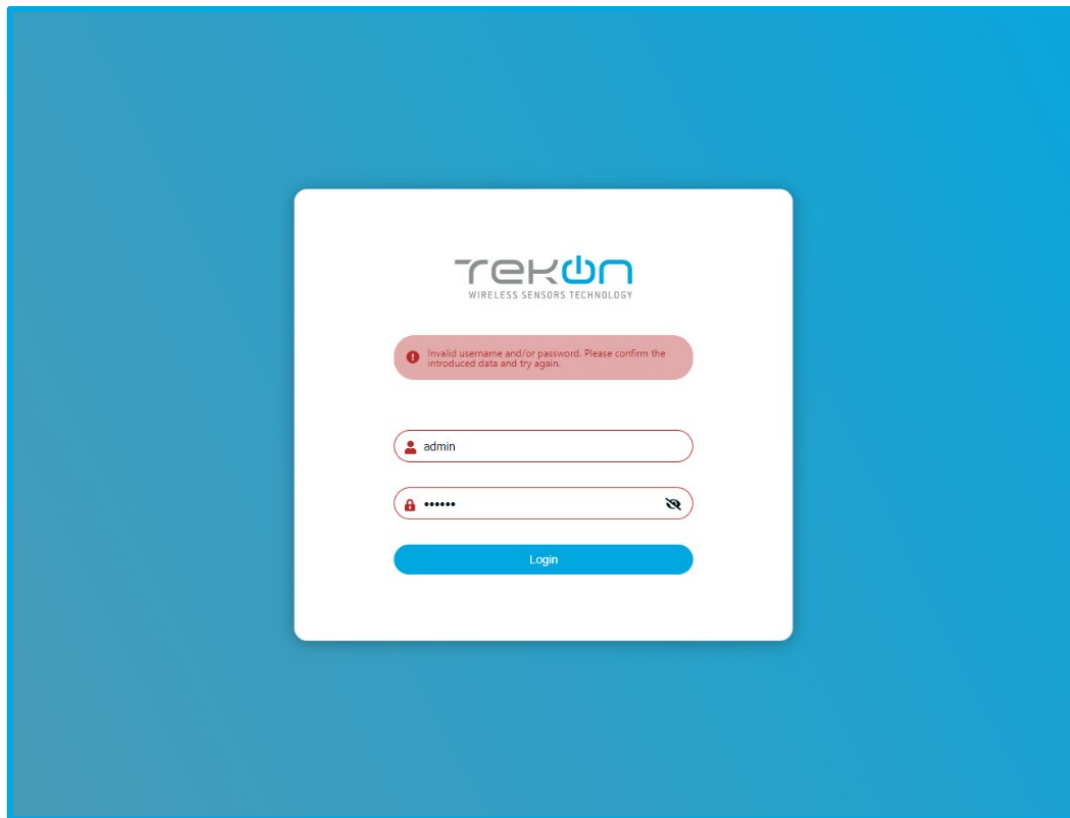 TEKON
WIRELESS SENSORS TECHNOLOGY
Invalid username and/or password. Please confirm the
introduced data and try again.
admin
••••••
Login